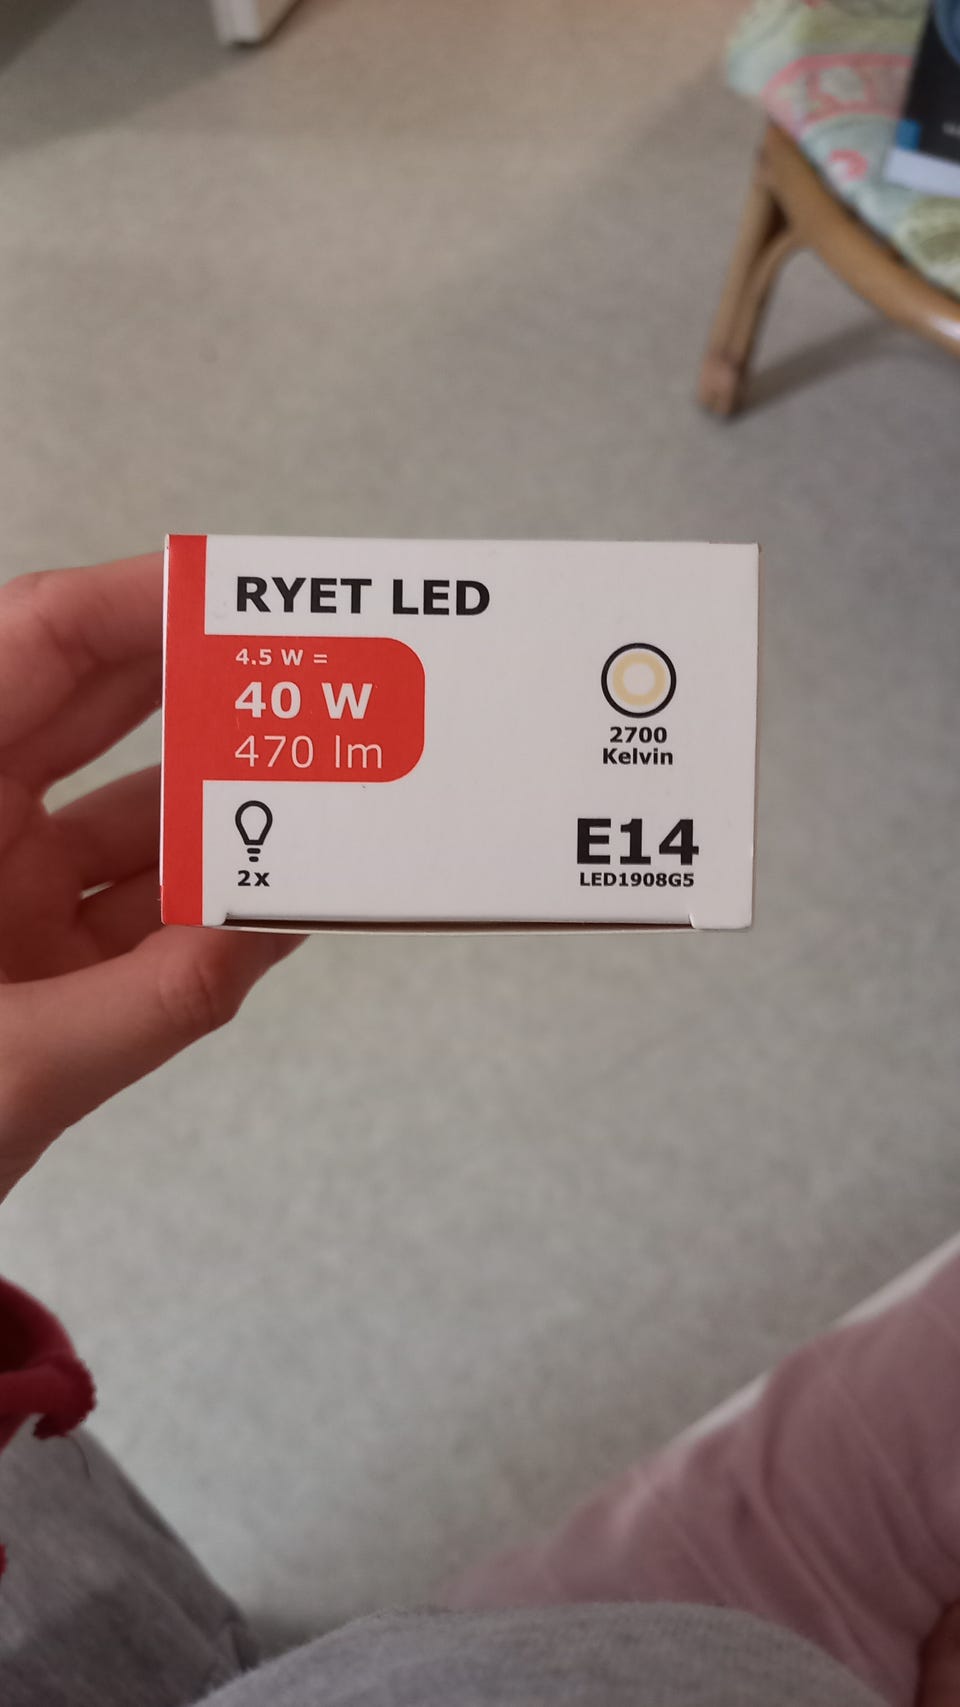 RYET LED
4.5 W =
40 W
470 lm
2x
2700
Kelvin
E14
LED1908G5